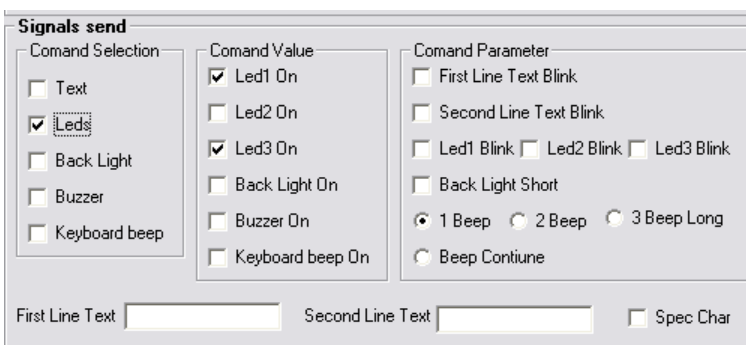 Signals send
Comand Selection
Text
Leds
Back Light
Buzzer
Keyboard beep
Comand Value
Led1 On
Led2 On
Led3 On
Back Light On
Buzzer On
Keyboard beep On
Comand Parameter
First Line Text Blink
Second Line Text Blink
Led1 Blink Led2 Blink Led3 Blink
Back Light Short
1 Beep 2 Beep 3 Beep Long
Beep Contiune
First Line Text Second Line Text Spec Char